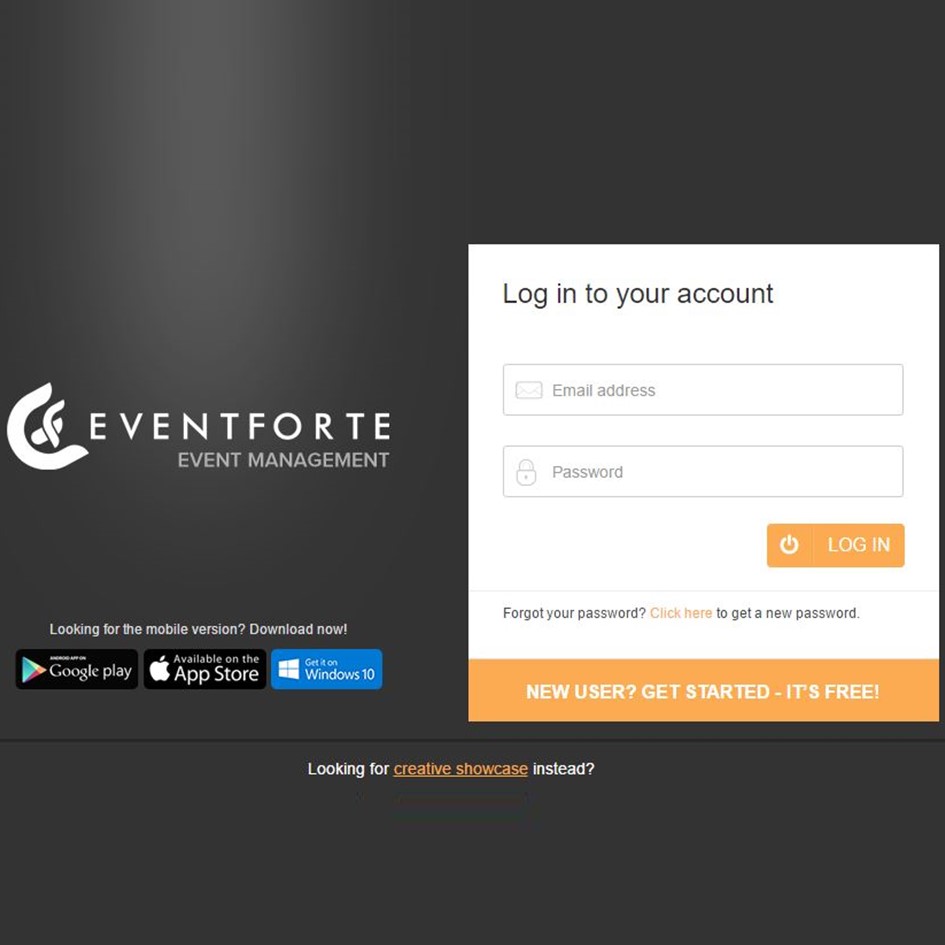 EVENTFORTE
EVENT MANAGEMENT
Looking for the mobile version? Download now!
ANDROID APP ON
Google play
Available on the
App Store
Get it on
Windows 10
Log in to your account
Email address
Password
LOG IN
Forgot your password? Click here to get a new password.
NEW USER? GET STARTED - IT'S FREE!
Looking for creative showcase instead?